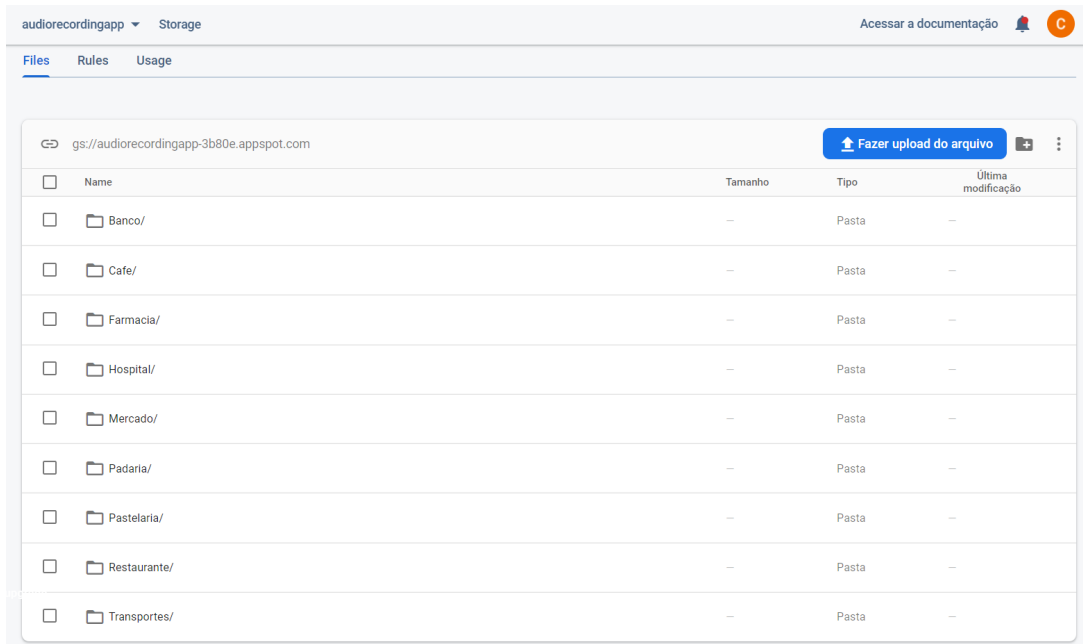 audiorecordingapp Storage Acessar a documentação C
Files Rules Usage
gs://audiorecordingapp-3b80e.appspot.com Fazer upload do arquivo
Name Tamanho Tipo Última modificação
Banco/ – Pasta –
Cafe/ – Pasta –
Farmacia/ – Pasta –
Hospital/ – Pasta –
Mercado/ – Pasta –
Padaria/ – Pasta –
Pastelaria/ – Pasta –
Restaurante/ – Pasta –
Transportes/ – Pasta –